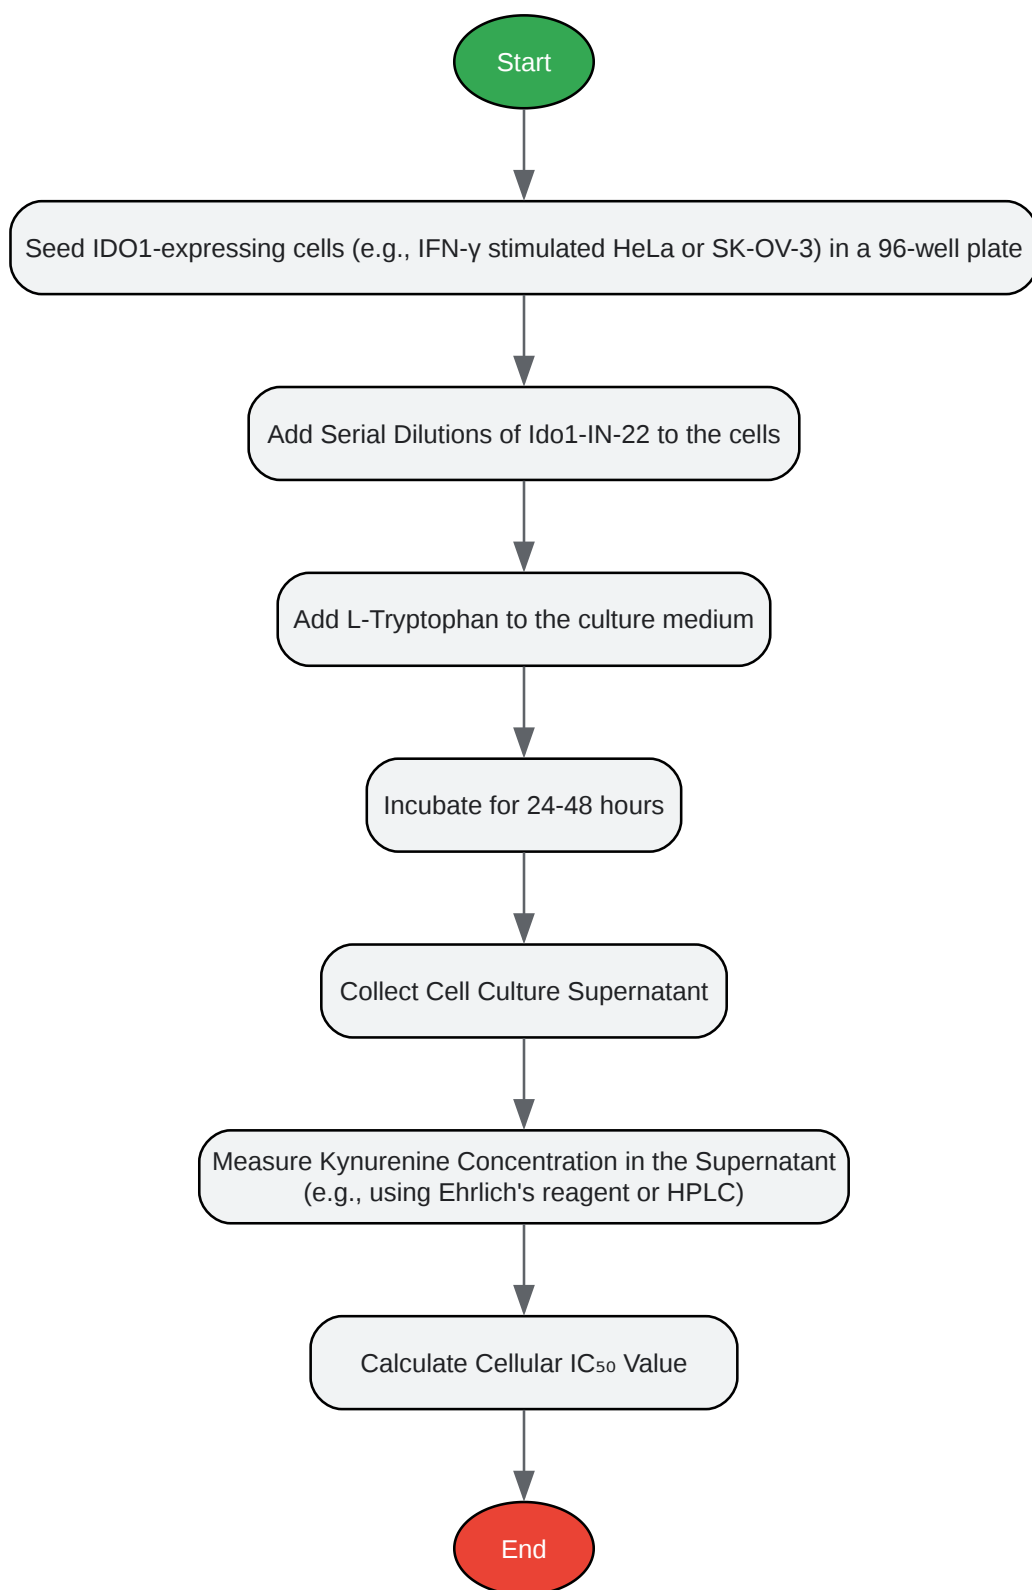 Start
Seed IDO1-expressing cells (e.g., IFN-γ stimulated HeLa or SK-OV-3) in a 96-well plate
Add Serial Dilutions of Ido1-IN-22 to the cells
Add L-Tryptophan to the culture medium
Incubate for 24-48 hours
Collect Cell Culture Supernatant
Measure Kynurenine Concentration in the Supernatant
(e.g., using Ehrlich's reagent or HPLC)
Calculate Cellular IC₅₀ Value
End